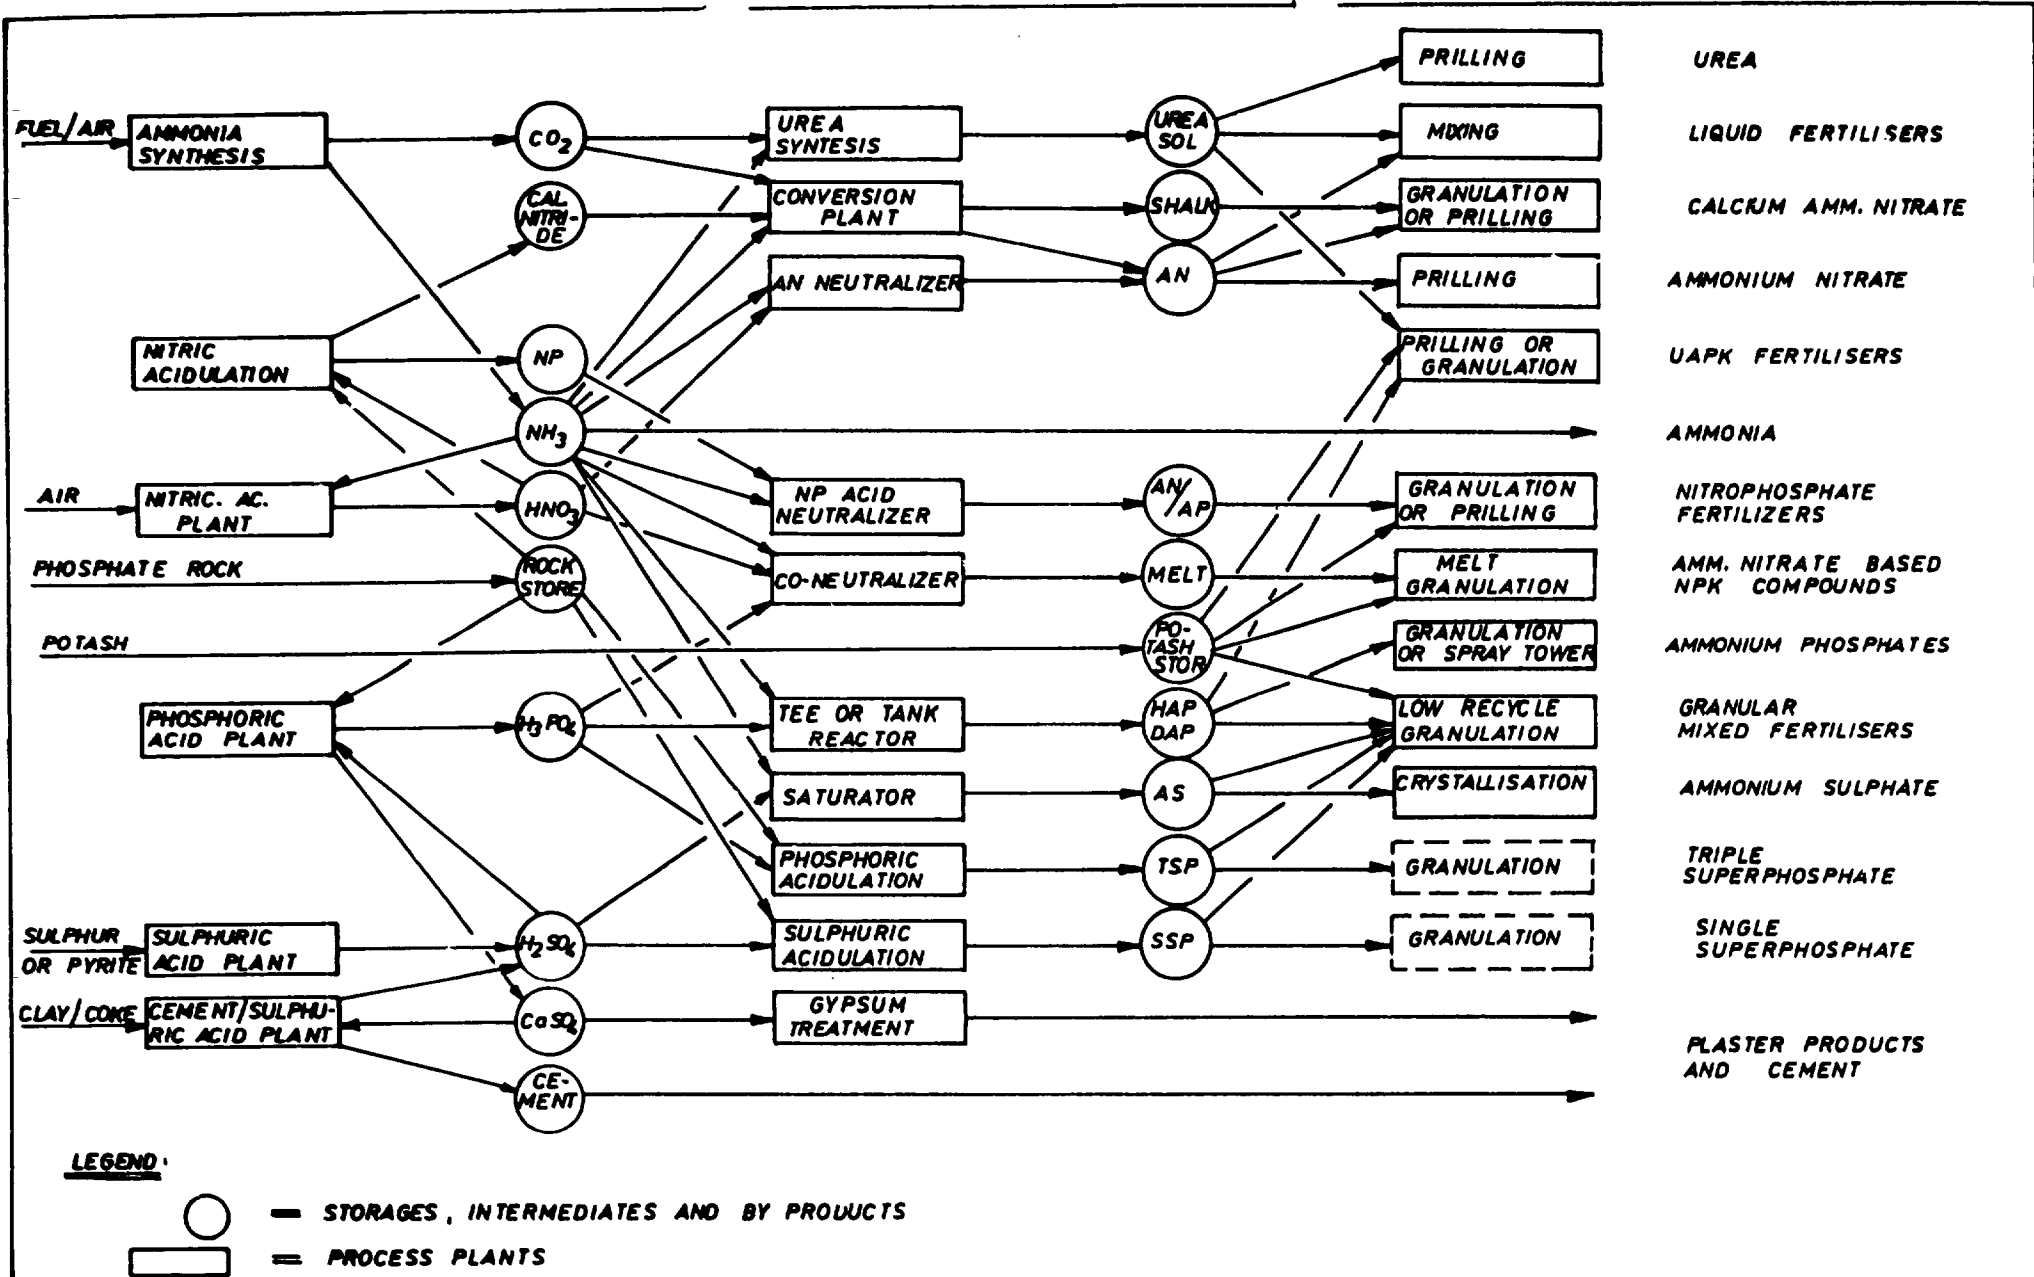 FUEL/AIR
AMMONIA
SYNTHESIS
NITRIC
ACIDULATION
AIR
NITRIC. AC.
PLANT
PHOSPHATE ROCK
POTASH
PHOSPHORIC
ACID PLANT
SULPHUR
OR PYRITE
SULPHURIC
ACID PLANT
CLAY/COKE
CEMENT/SULPHU-
RIC ACID PLANT
CO2
CAL
NITRI-
DE
NP
NH3
HNO3
ROCK
STORE
H3PO4
H2SO4
CaSO4
CE-
MENT
UREA
SYNTESIS
CONVERSION
PLANT
AN NEUTRALIZER
NP ACID
NEUTRALIZER
CO-NEUTRALIZER
TEE OR TANK
REACTOR
SATURATOR
PHOSPHORIC
ACIDULATION
SULPHURIC
ACIDULATION
GYPSUM
TREATMENT
UREA
SOL
SHALK
AN
AN/
AP
MELT
PO-
TASH
STOR
HAP
DAP
AS
TSP
SSP
PRILLING
MIXING
GRANULATION
OR PRILLING
PRILLING
PRILLING OR
GRANULATION
GRANULATION
OR PRILLING
MELT
GRANULATION
GRANULATION
OR SPRAY TOWER
LOW RECYCLE
GRANULATION
CRYSTALLISATION
GRANULATION
GRANULATION
UREA
LIQUID FERTILISERS
CALCIUM AMM. NITRATE
AMMONIUM NITRATE
UAPK FERTILISERS
AMMONIA
NITROPHOSPHATE
FERTILIZERS
AMM. NITRATE BASED
NPK COMPOUNDS
AMMONIUM PHOSPHATES
GRANULAR
MIXED FERTILISERS
AMMONIUM SULPHATE
TRIPLE
SUPERPHOSPHATE
SINGLE
SUPERPHOSPHATE
PLASTER PRODUCTS
AND CEMENT
LEGEND.
= STORAGES, INTERMEDIATES AND BY PRODUCTS
= PROCESS PLANTS